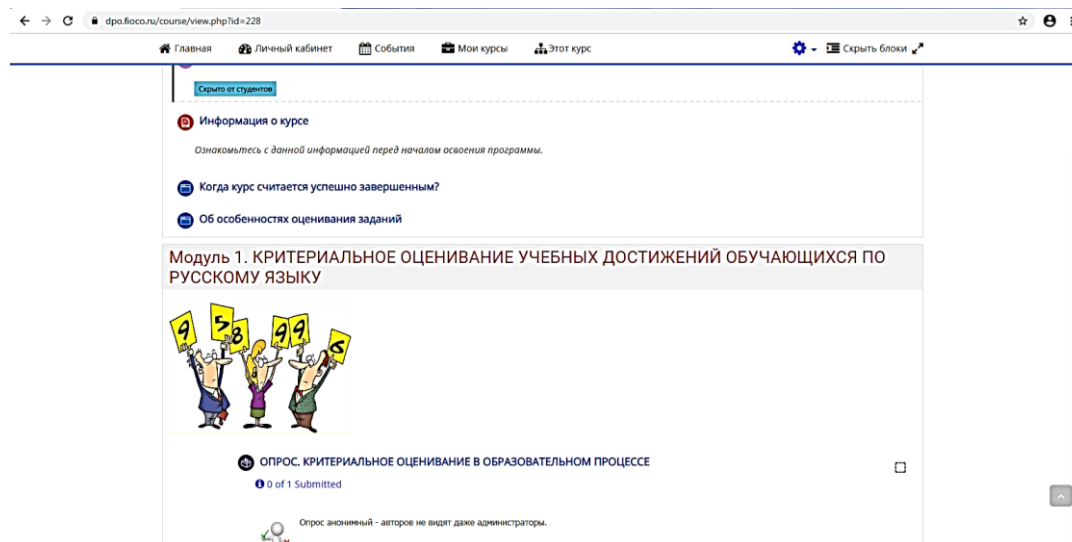 dpo.fioco.ru/course/view.php?id=228
Главная Личный кабинет События Мои курсы Этот курс Скрыть блоки
Скрыто от студентов
Информация о курсе
Ознакомьтесь с данной информацией перед началом освоения программы.
Когда курс считается успешно завершенным?
Об особенностях оценивания заданий
Модуль 1. КРИТЕРИАЛЬНОЕ ОЦЕНИВАНИЕ УЧЕБНЫХ ДОСТИЖЕНИЙ ОБУЧАЮЩИХСЯ ПО
РУССКОМУ ЯЗЫКУ
9 5 8 9 9 6
ОПРОС. КРИТЕРИАЛЬНОЕ ОЦЕНИВАНИЕ В ОБРАЗОВАТЕЛЬНОМ ПРОЦЕССЕ
0 of 1 Submitted
Опрос анонимный - авторов не видят даже администраторы.